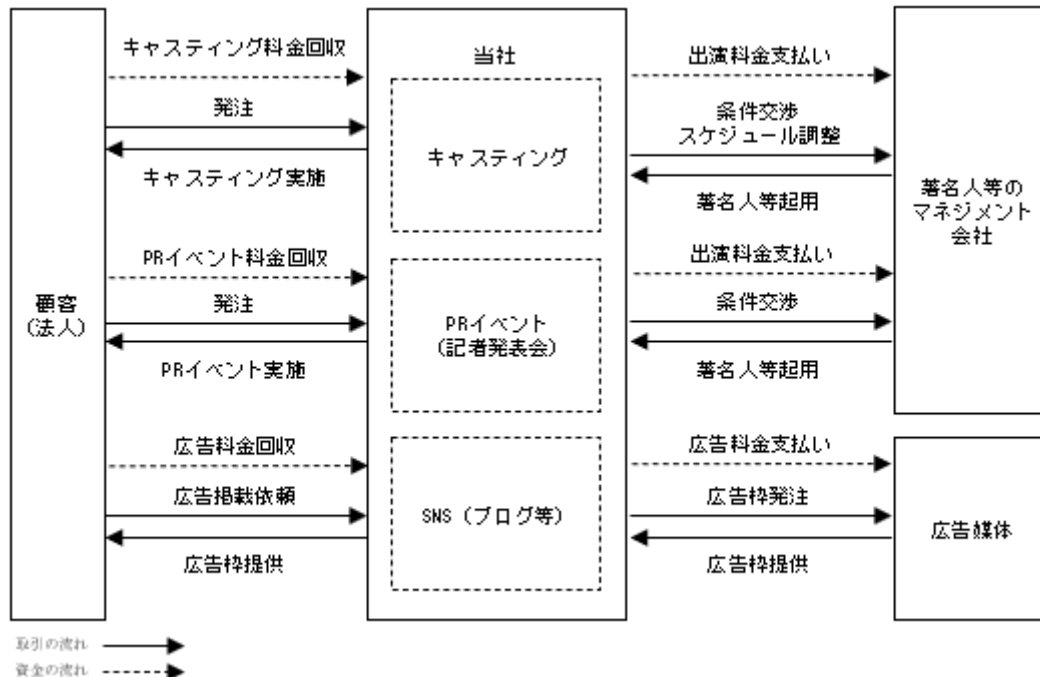 キャスティング料金回収
当社
出演料金支払い
発注
条件交渉
スケジュール調整
キャスティング
キャスティング実施
著名人等起用
著名人等の
マネジメント
会社
PRイベント料金回収
出演料金支払い
顧客
(法人)
発注
条件交渉
PRイベント
(記者発表会)
PRイベント実施
著名人等起用
広告料金回収
広告料金支払い
広告掲載依頼
広告枠発注
SNS (ブログ等)
広告媒体
広告枠提供
広告枠提供
取引の流れ
資金の流れ